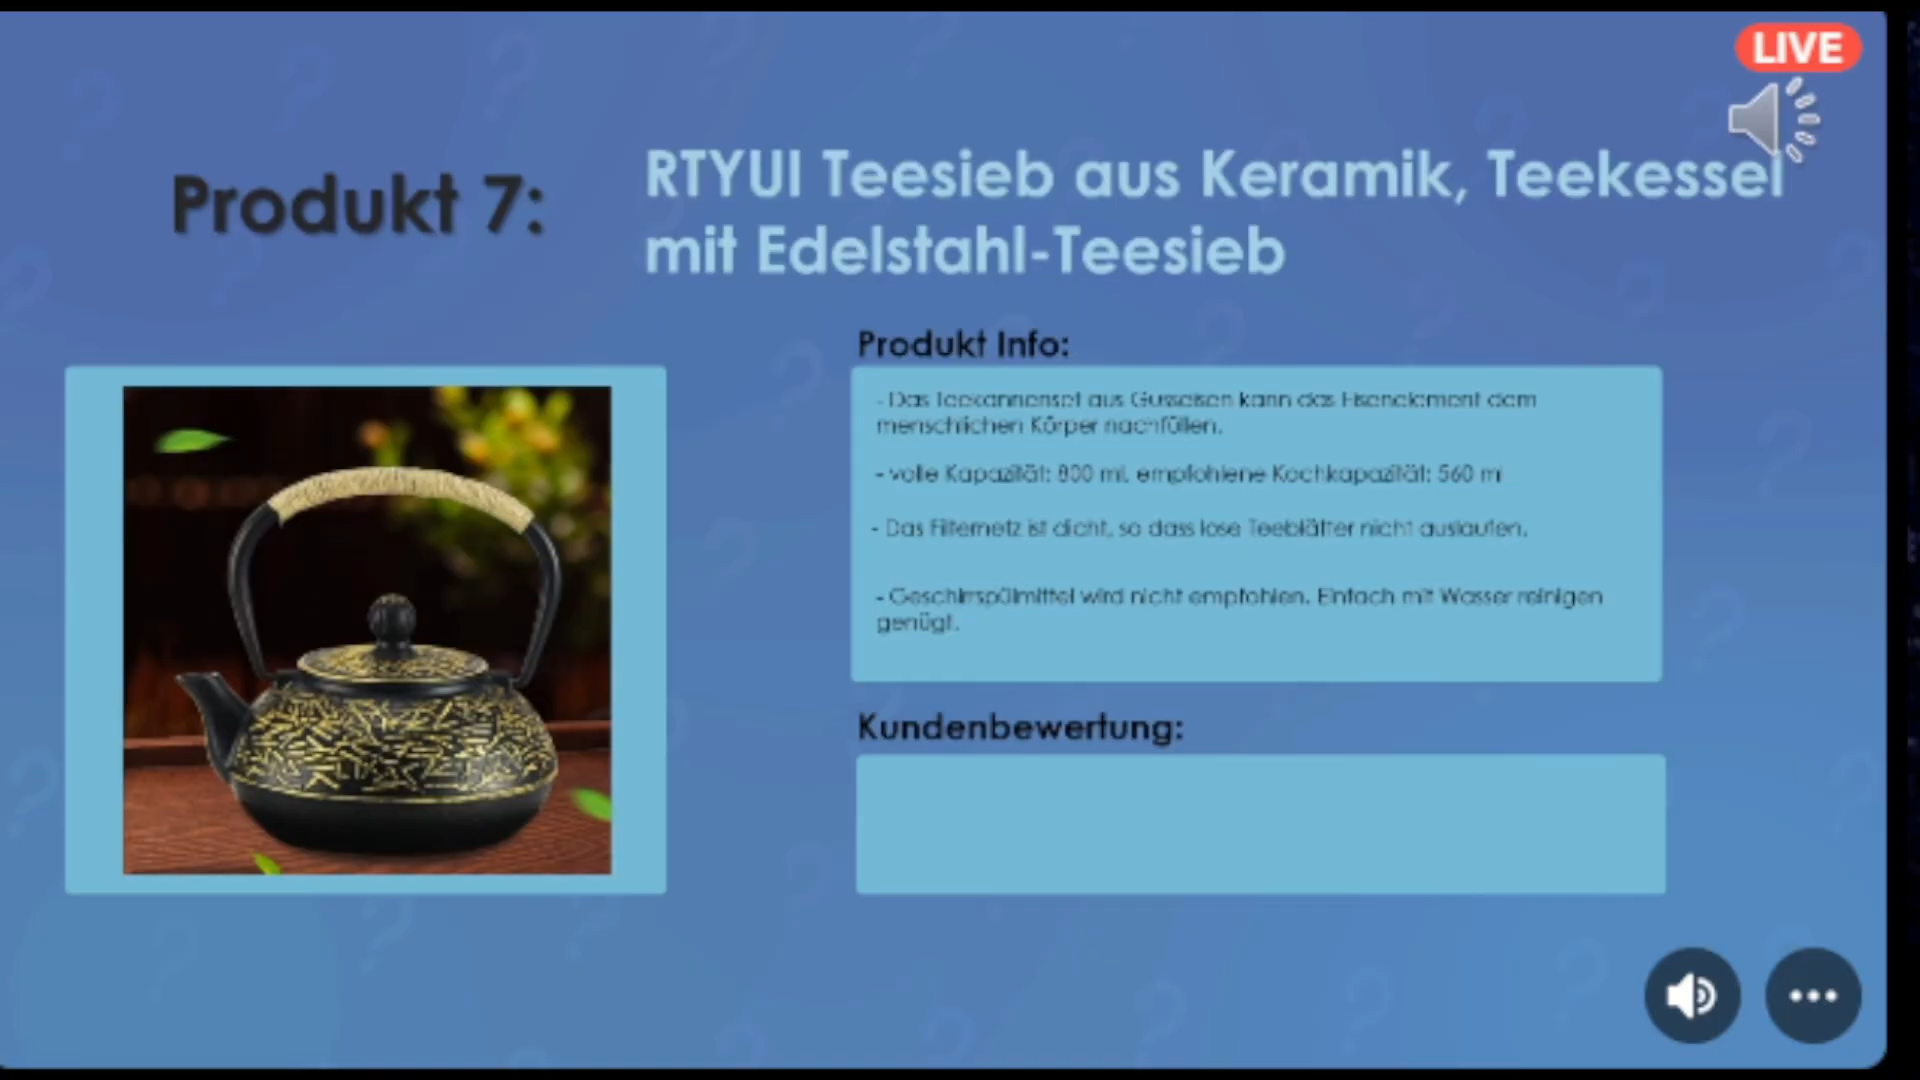 LIVE
Produkt 7:
RTYUI Teesieb aus Keramik, Teekessel
mit Edelstahl-Teesieb
Produkt Info:
- Das Teekannenset aus Gusseisen kann das Eisenelement dem
menschlichen Körper nachfüllen.
- volle Kapazität: 800 ml, empfohlene Kochkapazität: 560 ml
- Das Filternetz ist dicht, so dass lose Teeblätter nicht auslaufen.
- Geschirrspülmittel wird nicht empfohlen. Einfach mit Wasser reinigen
genügt.
Kundenbewertung: